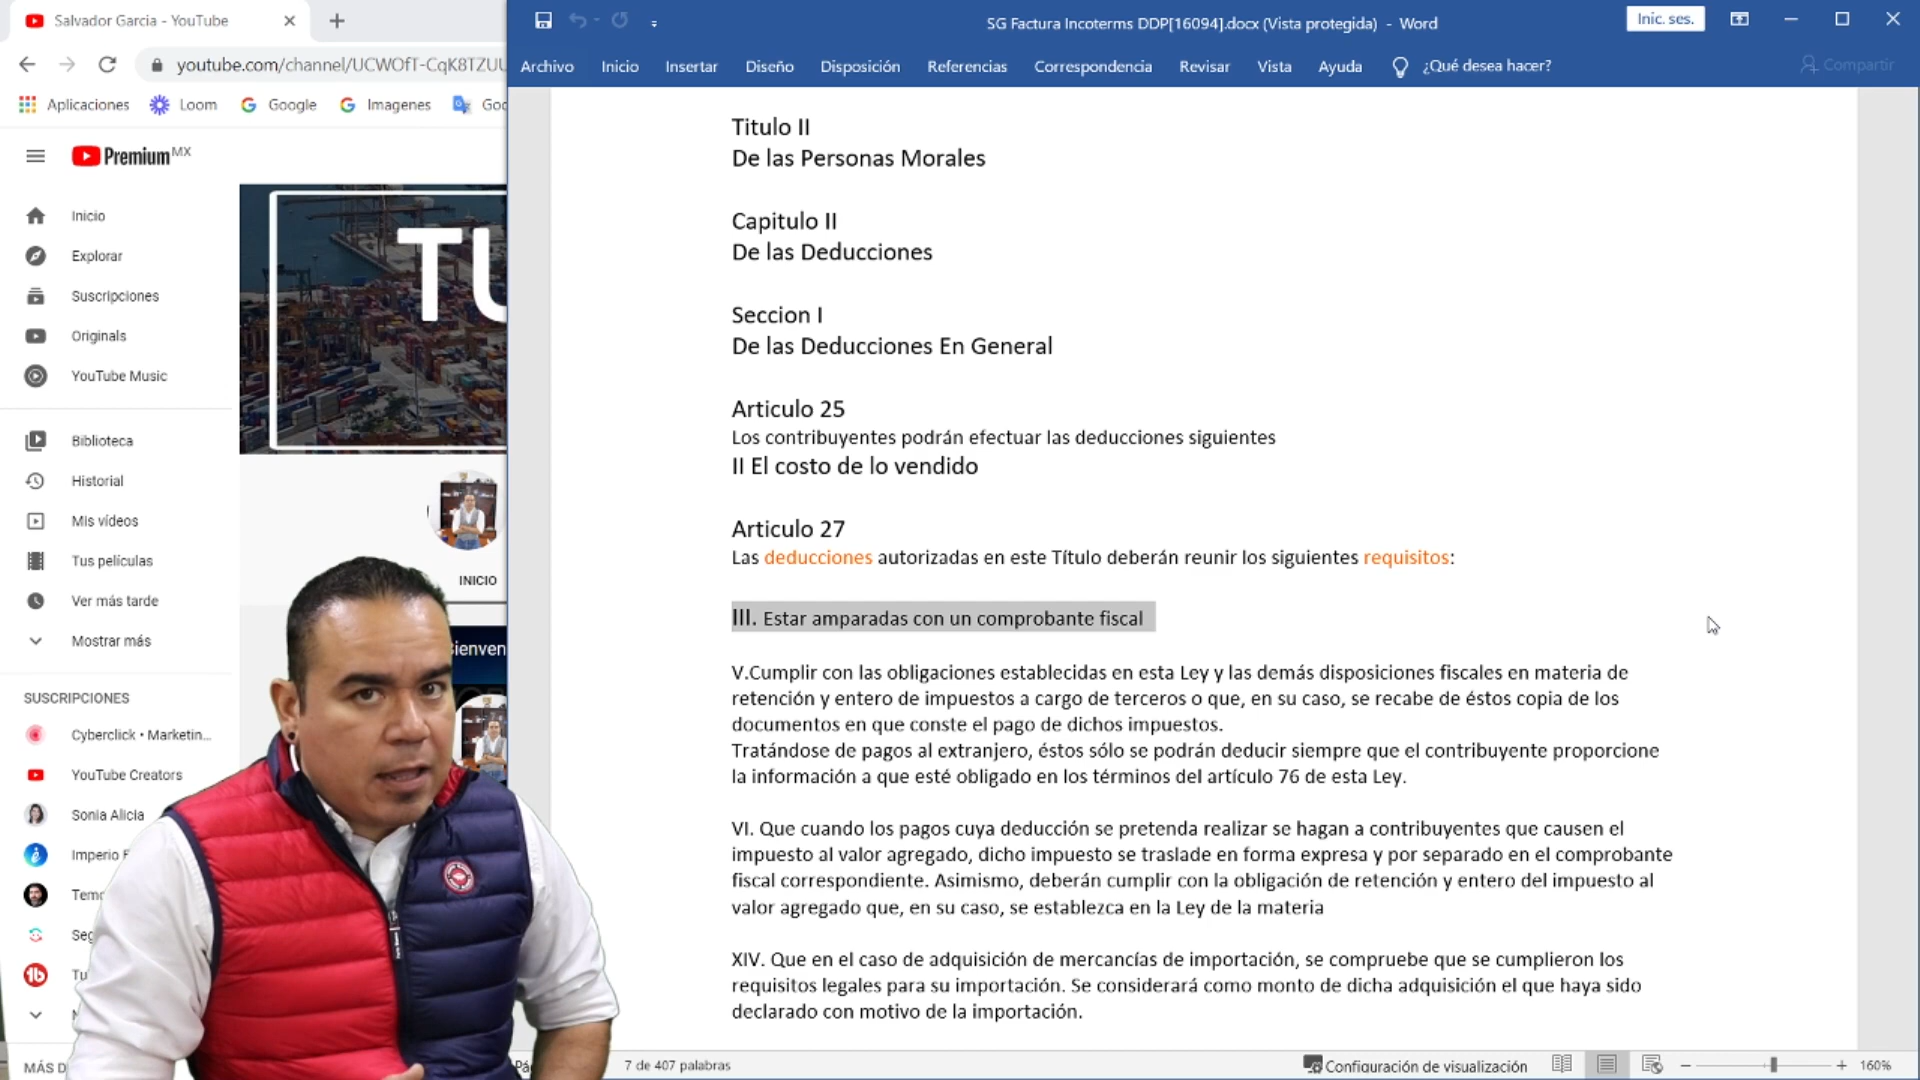 Salvador Garcia - YouTube
youtube.com/channel/UCWOfT-CqK8TZUU
Aplicaciones
Loom
Google
Imagenes
Premium MX
Inicio
Explorar
Suscripciones
Originals
YouTube Music
Biblioteca
Historial
Mis vídeos
Tus películas
Ver más tarde
Mostrar más
SUSCRIPCIONES
Cyberclick • Marketin...
YouTube Creators
Sonia Alicia
Imperio
MÁS D
TU
INICIO
SG Factura Incoterms DDP[16094].docx (Vista protegida) - Word
Inic. ses.
Archivo
Inicio
Insertar
Diseño
Disposición
Referencias
Correspondencia
Revisar
Vista
Ayuda
¿Qué desea hacer?
Compartir
Titulo II
De las Personas Morales
Capitulo II
De las Deducciones
Seccion I
De las Deducciones En General
Articulo 25
Los contribuyentes podrán efectuar las deducciones siguientes
II El costo de lo vendido
Articulo 27
Las deducciones autorizadas en este Título deberán reunir los siguientes requisitos:
III. Estar amparadas con un comprobante fiscal
V.Cumplir con las obligaciones establecidas en esta Ley y las demás disposiciones fiscales en materia de
retención y entero de impuestos a cargo de terceros o que, en su caso, se recabe de éstos copia de los
documentos en que conste el pago de dichos impuestos.
Tratándose de pagos al extranjero, éstos sólo se podrán deducir siempre que el contribuyente proporcione
la información a que esté obligado en los términos del artículo 76 de esta Ley.
VI. Que cuando los pagos cuya deducción se pretenda realizar se hagan a contribuyentes que causen el
impuesto al valor agregado, dicho impuesto se traslade en forma expresa y por separado en el comprobante
fiscal correspondiente. Asimismo, deberán cumplir con la obligación de retención y entero del impuesto al
valor agregado que, en su caso, se establezca en la Ley de la materia
XIV. Que en el caso de adquisición de mercancías de importación, se compruebe que se cumplieron los
requisitos legales para su importación. Se considerará como monto de dicha adquisición el que haya sido
declarado con motivo de la importación.
7 de 407 palabras
Configuración de visualización
160%